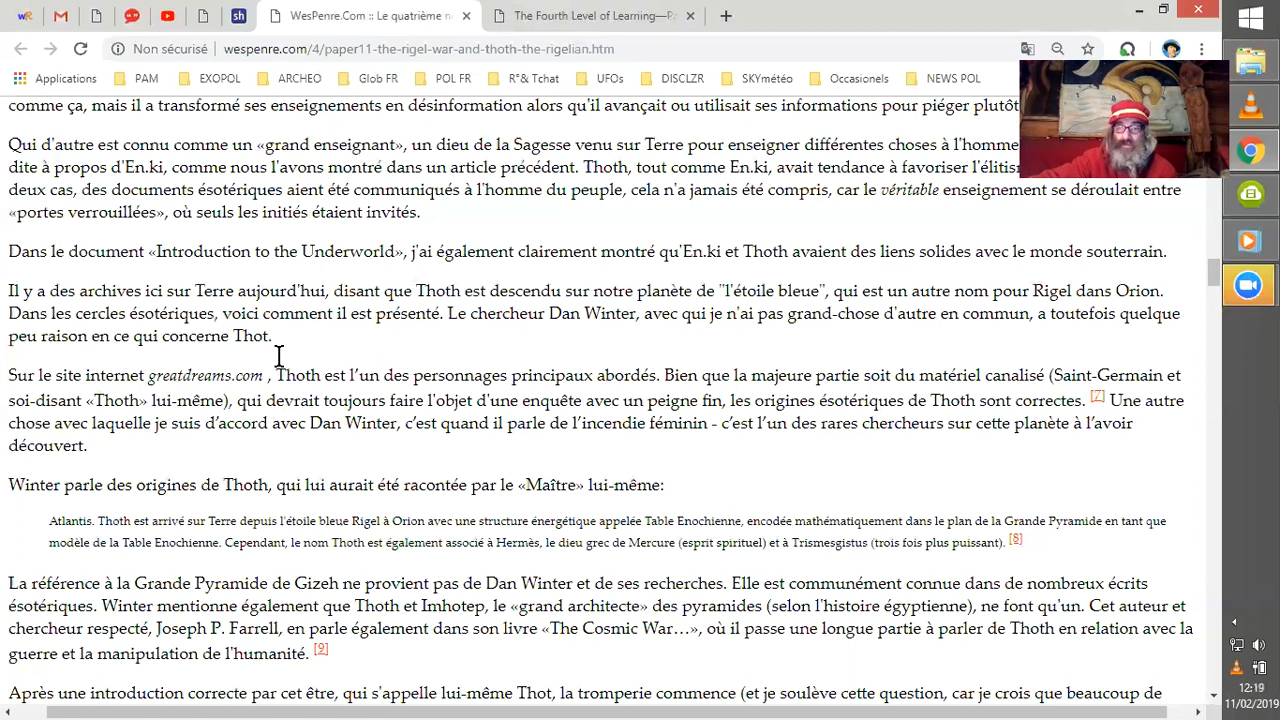 WesPenre.Com :: Le quatrième n
The Fourth Level of Learning—P
Non sécurisé
wespenre.com/4/paper11-the-rigel-war-and-thoth-the-rigelian.htm
Applications PAM EXOPOL ARCHEO Glob FR POL FR R°& Tchat UFOs DISCLZR SKYmétéo Occasionels NEWS POL
comme ça, mais il a transformé ses enseignements en désinformation alors qu'il avançait ou utilisait ses informations pour piéger plutôt
Qui d'autre est connu comme un «grand enseignant», un dieu de la Sagesse venu sur Terre pour enseigner différentes choses à l'homme
dite à propos d'En.ki, comme nous l'avons montré dans un article précédent. Thoth, tout comme En.ki, avait tendance à favoriser l'élitis
deux cas, des documents ésotériques aient été communiqués à l'homme du peuple, cela n'a jamais été compris, car le véritable enseignement se déroulait entre
«portes verrouillées», où seuls les initiés étaient invités.
Dans le document «Introduction to the Underworld», j'ai également clairement montré qu'En.ki et Thoth avaient des liens solides avec le monde souterrain.
Il y a des archives ici sur Terre aujourd'hui, disant que Thoth est descendu sur notre planète de "l'étoile bleue", qui est un autre nom pour Rigel dans Orion.
Dans les cercles ésotériques, voici comment il est présenté. Le chercheur Dan Winter, avec qui je n'ai pas grand-chose d'autre en commun, a toutefois quelque
peu raison en ce qui concerne Thot.
Sur le site internet greatdreams.com , Thoth est l’un des personnages principaux abordés. Bien que la majeure partie soit du matériel canalisé (Saint-Germain et
soi-disant «Thoth» lui-même), qui devrait toujours faire l'objet d'une enquête avec un peigne fin, les origines ésotériques de Thoth sont correctes. [7] Une autre
chose avec laquelle je suis d’accord avec Dan Winter, c’est quand il parle de l’incendie féminin - c’est l’un des rares chercheurs sur cette planète à l’avoir
découvert.
Winter parle des origines de Thoth, qui lui aurait été racontée par le «Maître» lui-même:
Atlantis. Thoth est arrivé sur Terre depuis l'étoile bleue Rigel à Orion avec une structure énergétique appelée Table Enochienne, encodée mathématiquement dans le plan de la Grande Pyramide en tant que
modèle de la Table Enochienne. Cependant, le nom Thoth est également associé à Hermès, le dieu grec de Mercure (esprit spirituel) et à Trismesgistus (trois fois plus puissant). [8]
La référence à la Grande Pyramide de Gizeh ne provient pas de Dan Winter et de ses recherches. Elle est communément connue dans de nombreux écrits
ésotériques. Winter mentionne également que Thoth et Imhotep, le «grand architecte» des pyramides (selon l'histoire égyptienne), ne font qu'un. Cet auteur et
chercheur respecté, Joseph P. Farrell, en parle également dans son livre «The Cosmic War…», où il passe une longue partie à parler de Thoth en relation avec la
guerre et la manipulation de l'humanité. [9]
Après une introduction correcte par cet être, qui s'appelle lui-même Thot, la tromperie commence (et je soulève cette question, car je crois que beaucoup de
12:19
11/02/2019